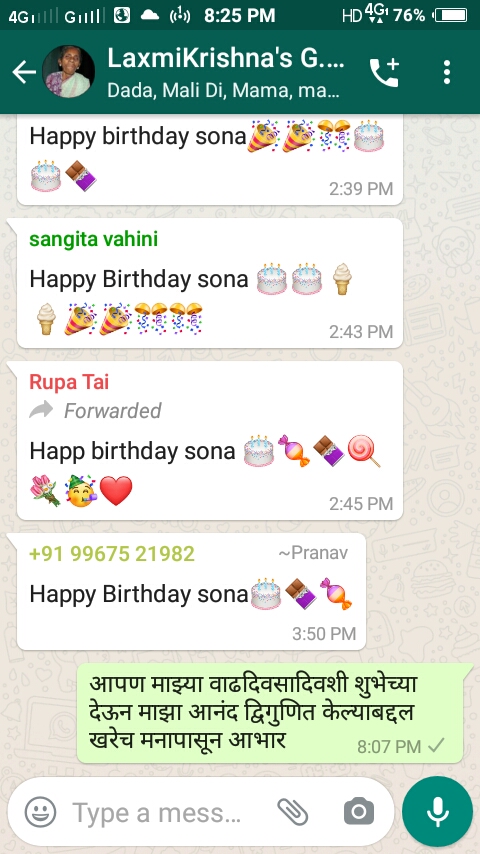 4G 8:25 PM HD 4G 76%
LaxmiKrishna's G....
Dada, Mali Di, Mama, ma...
Happy birthday sona🎉🎉🎊🎂
🎂🍫
2:39 PM
sangita vahini
Happy Birthday sona 🎂🎂🍦
🍦🎉🎉🎊🎊
2:43 PM
Rupa Tai
Forwarded
Happ birthday sona 🎂🍬🍫🍭
💐🥳❤️
2:45 PM
+91 99675 21982 ~Pranav
Happy Birthday sona🎂🍫🍬
3:50 PM
आपण माझ्या वाढदिवसादिवशी शुभेच्या
देऊन माझा आनंद द्विगुणित केल्याबद्दल
खरेच मनापासून आभार
8:07 PM
Type a mess...